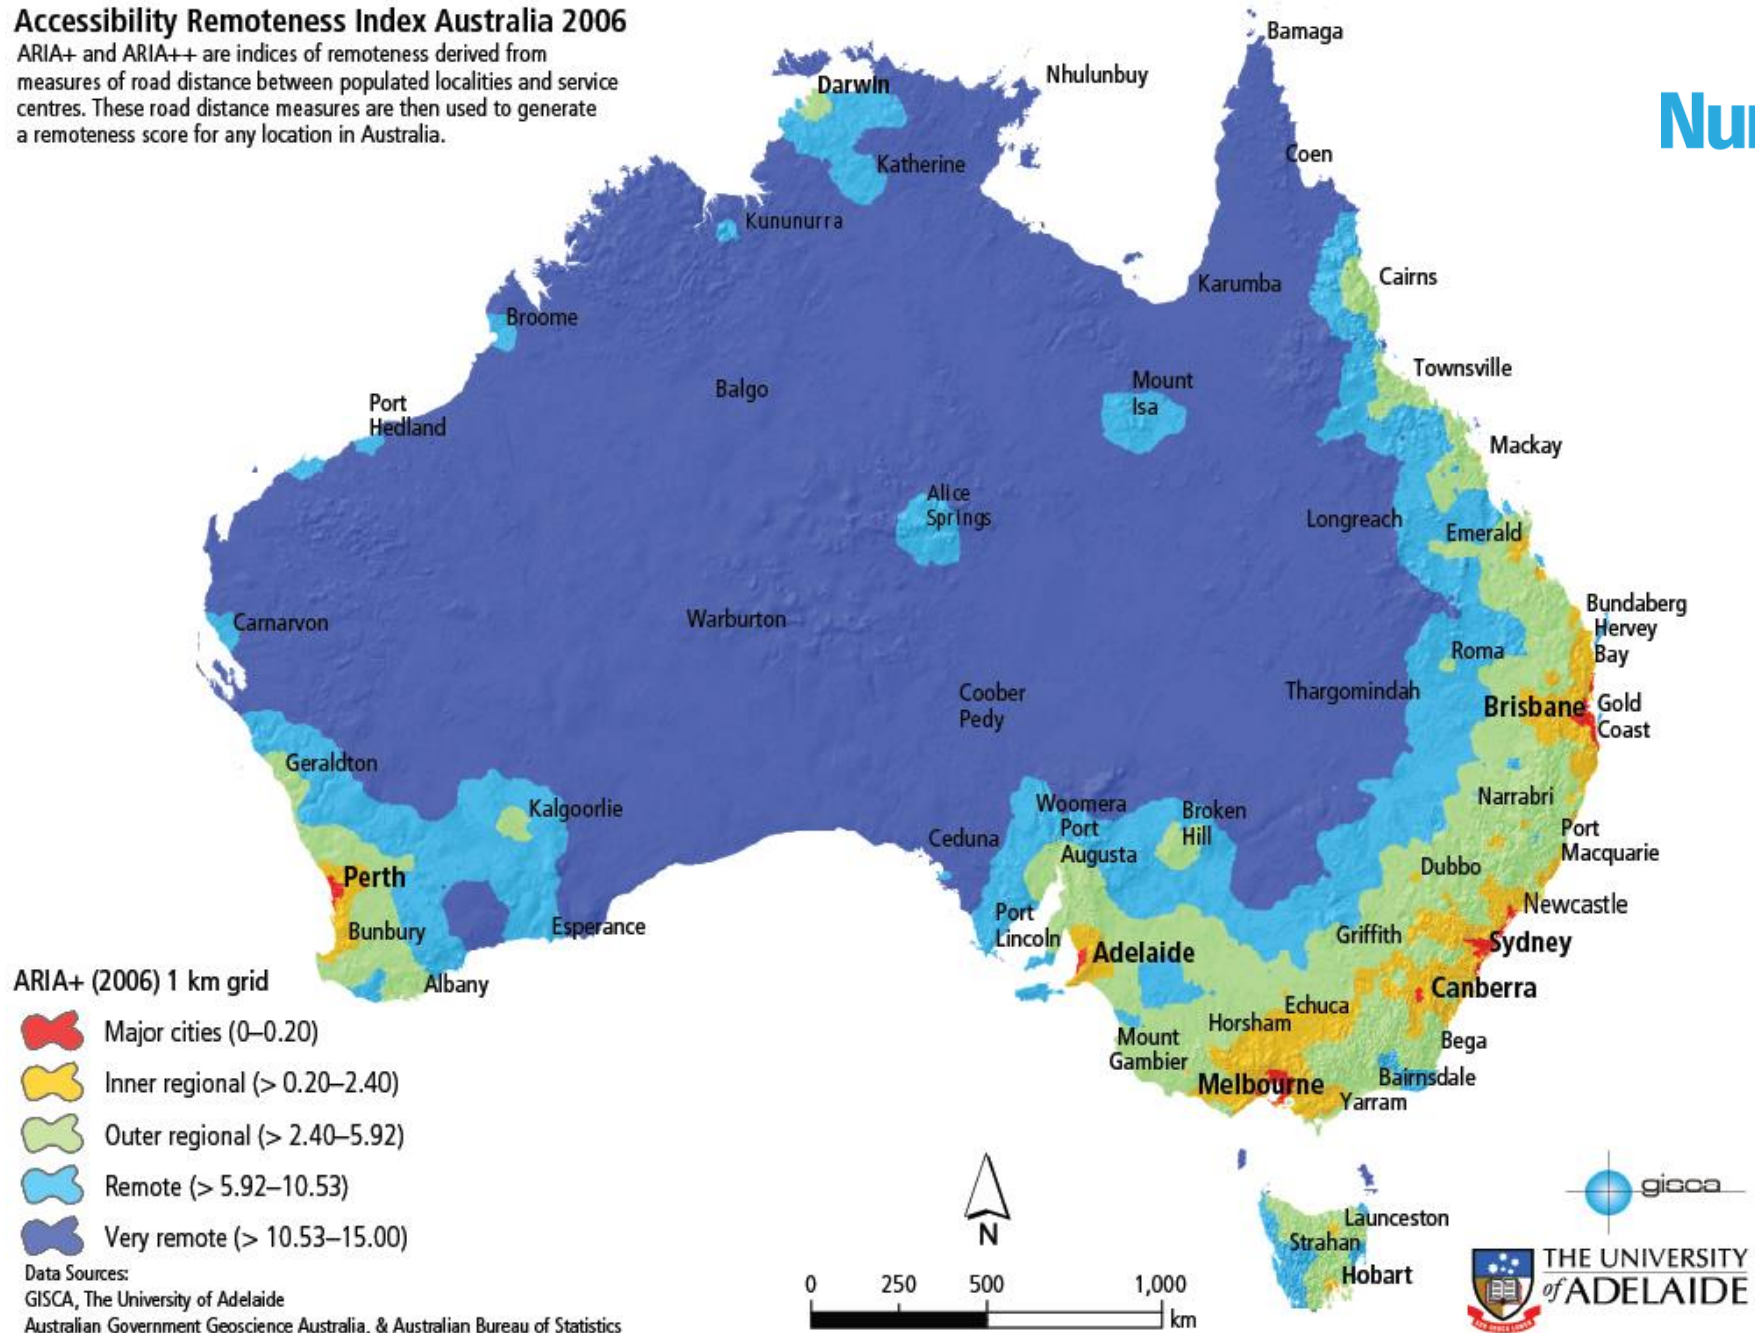 Accessibility Remoteness Index Australia 2006
ARIA+ and ARIA++ are indices of remoteness derived from
measures of road distance between populated localities and service
centres. These road distance measures are then used to generate
a remoteness score for any location in Australia.
Bamaga
Nhulunbuy
Darwin
Coen
Katherine
Kununurra
Karumba
Cairns
Broome
Townsville
Balgo
Mount
Isa
Port
Hedland
Mackay
Alice
Springs
Longreach
Emerald
Carnarvon
Warburton
Bundaberg
Hervey
Bay
Roma
Coober
Pedy
Thargomindah
Brisbane
Gold
Coast
Geraldton
Kalgoorlie
Woomera
Port
Augusta
Broken
Hill
Narrabri
Ceduna
Port
Macquarie
Dubbo
Perth
Bunbury
Esperance
Port
Lincoln
Newcastle
Griffith
Sydney
Adelaide
Albany
Canberra
Echuca
Horsham
Mount
Gambier
Bega
Melbourne
Bairnsdale
Yarram
ARIA+ (2006) 1 km grid
Major cities (0–0.20)
Inner regional (> 0.20–2.40)
Outer regional (> 2.40–5.92)
Remote (> 5.92–10.53)
Very remote (> 10.53–15.00)
N
Launceston
Strahan
Hobart
0 250 500 1,000
km
gisca
THE UNIVERSITY
of ADELAIDE
Data Sources:
GISCA, The University of Adelaide
Australian Government Geoscience Australia, & Australian Bureau of Statistics